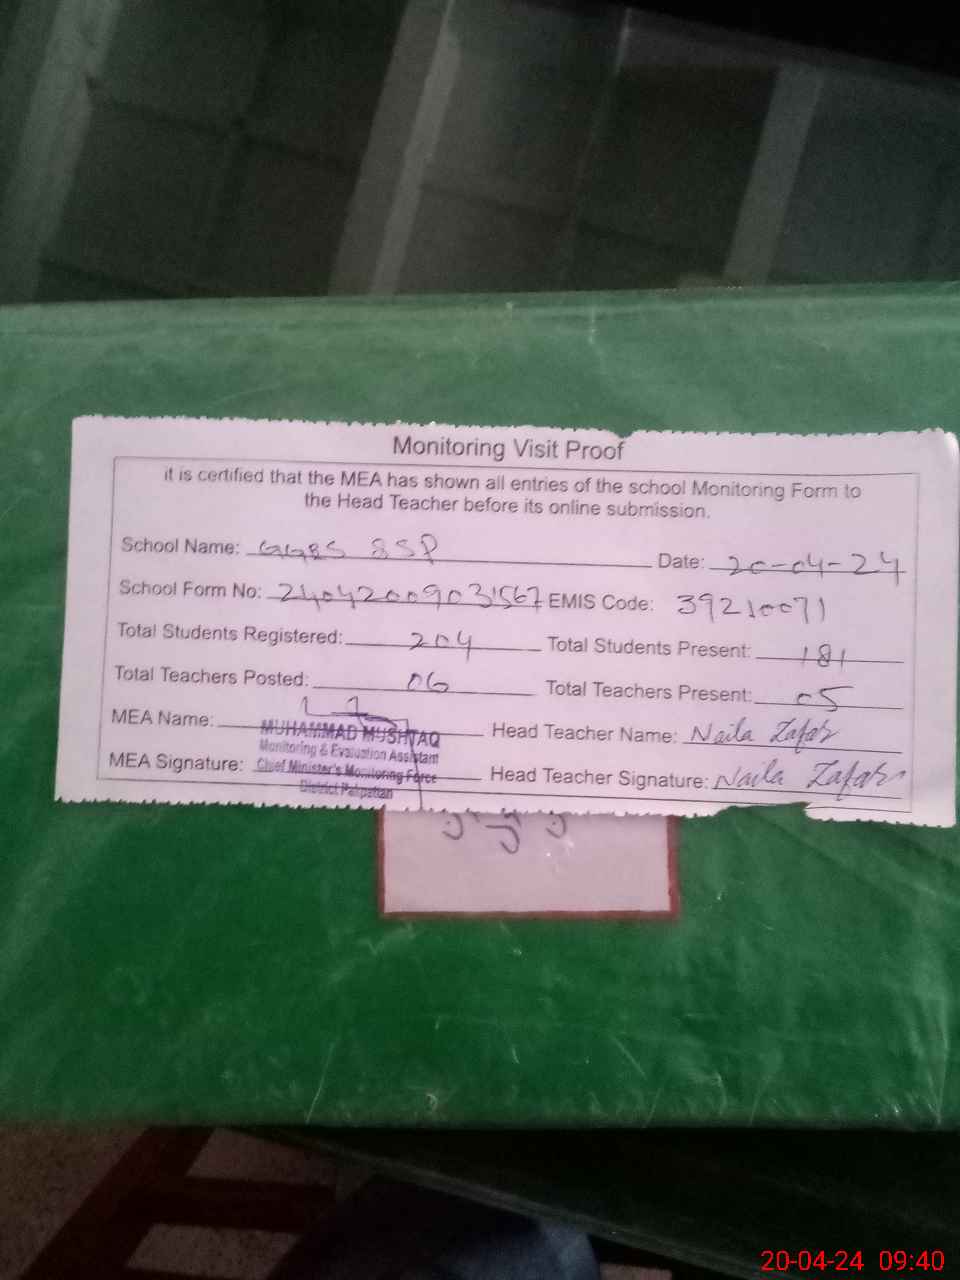 Monitoring Visit Proof
it is certified that the MEA has shown all entries of the school Monitoring Form to
the Head Teacher before its online submission.
School Name: GGES 8SP Date: 20-04-24
School Form No: 24042009031567 EMIS Code: 39210071
Total Students Registered: 204 Total Students Present: 181
Total Teachers Posted: 06 Total Teachers Present: 05
MEA Name: MUHAMMAD MUSHTAQ Head Teacher Name: Naila Zafar
Monitoring & Evaluation Assistant
MEA Signature: Chief Minister's Monitoring Force Head Teacher Signature: Naila Zafar
District Pakpattan
20-04-24 09:40